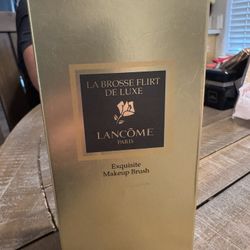 LA BROSSE FLIRT
DE LUXE
LANCÔME
PARIS
Exquisite
Makeup Brush